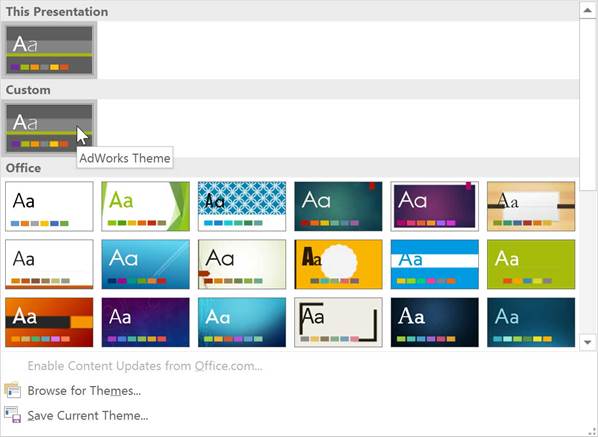 This Presentation
Aa
Custom
Aa
AdWorks Theme
Office
Aa Aa Aa Aa Aa Aa
Aa Aa Aa Aa Aa Aa
Aa Aa Aa Aa Aa Aa
Enable Content Updates from Office.com...
Browse for Themes...
Save Current Theme...